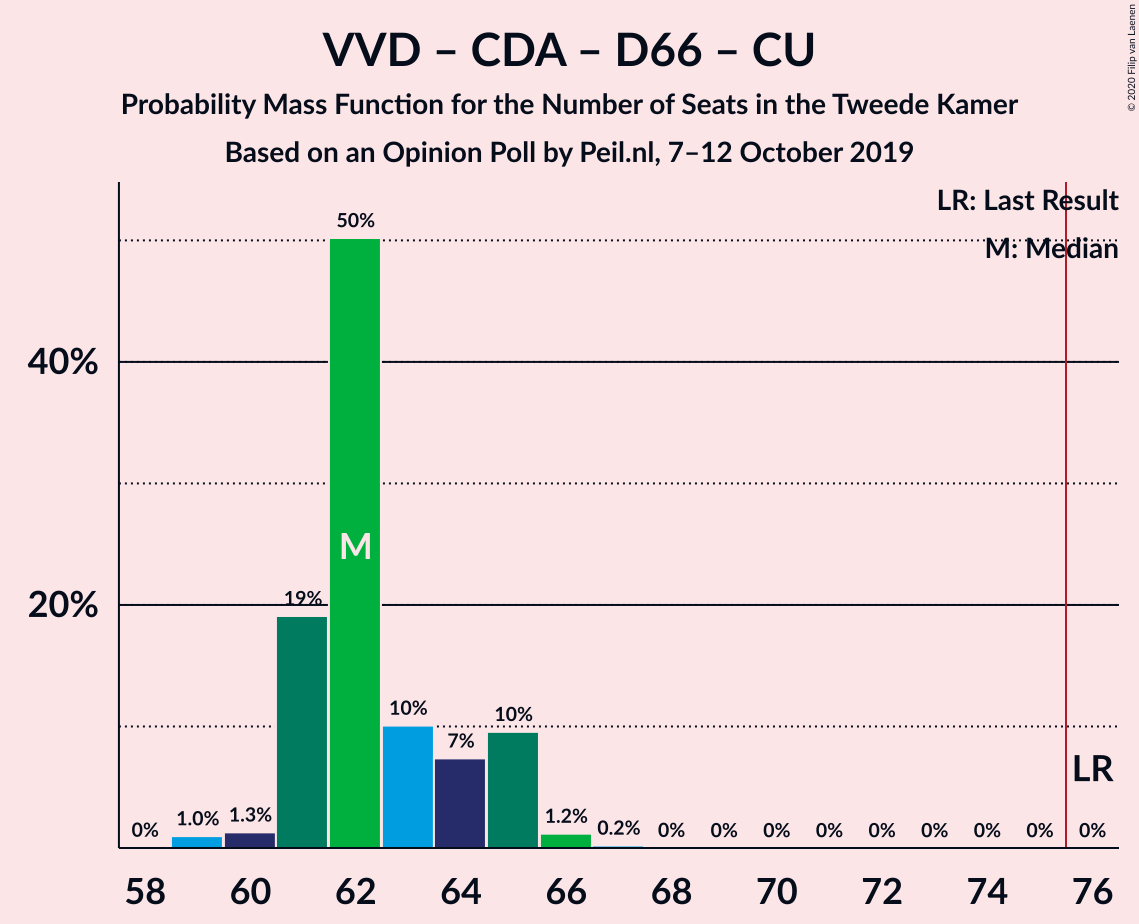 VVD – CDA – D66 – CU
Probability Mass Function for the Number of Seats in the Tweede Kamer
Based on an Opinion Poll by Peil.nl, 7–12 October 2019
© 2020 Filip van Laenen
LR: Last Result
M: Median
40%
20%
0%
1.0%
1.3%
19%
50%
10%
7%
10%
1.2%
0.2%
0%
0%
0%
0%
0%
0%
0%
0%
0%
M
LR
58 60 62 64 66 68 70 72 74 76